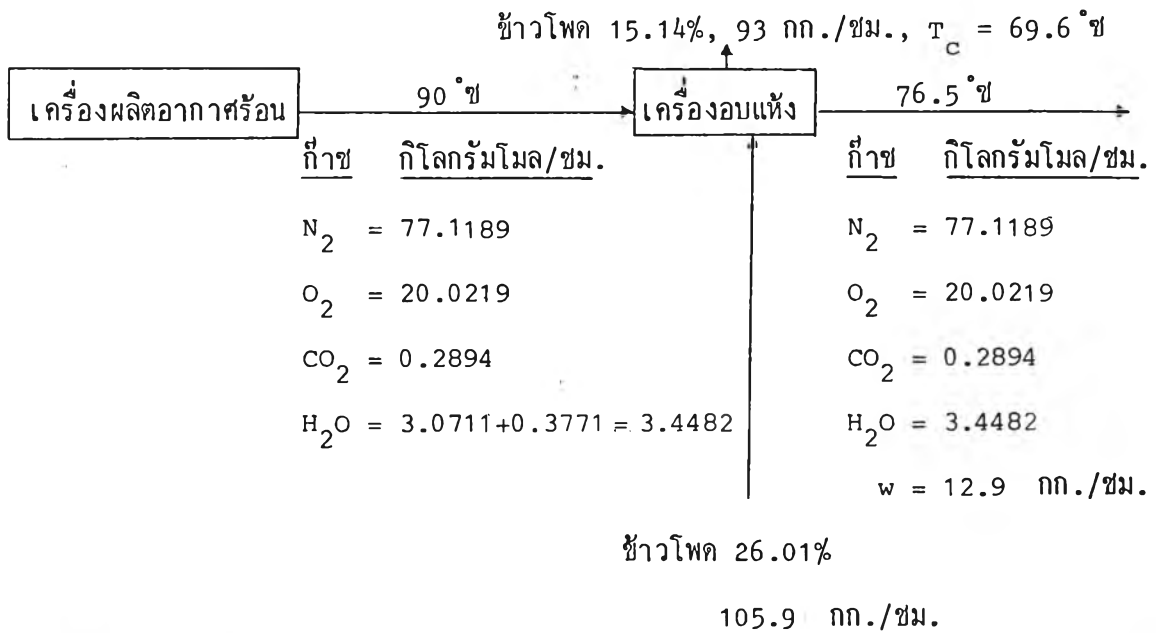 ข้าวโพด 15.14%, 93 กก./ชม., Tc = 69.6 °ซ
เครื่องผลิตอากาศร้อน 90 °ซ เครื่องอบแห้ง 76.5 °ซ
ก๊าซ กิโลกรัมโมล/ชม. ก๊าซ กิโลกรัมโมล/ชม.
N2 = 77.1189 N2 = 77.1189
O2 = 20.0219 O2 = 20.0219
CO2 = 0.2894 CO2 = 0.2894
H2O = 3.0711+0.3771 = 3.4482 H2O = 3.4482
w = 12.9 กก./ชม.
ข้าวโพด 26.01%
105.9 กก./ชม.